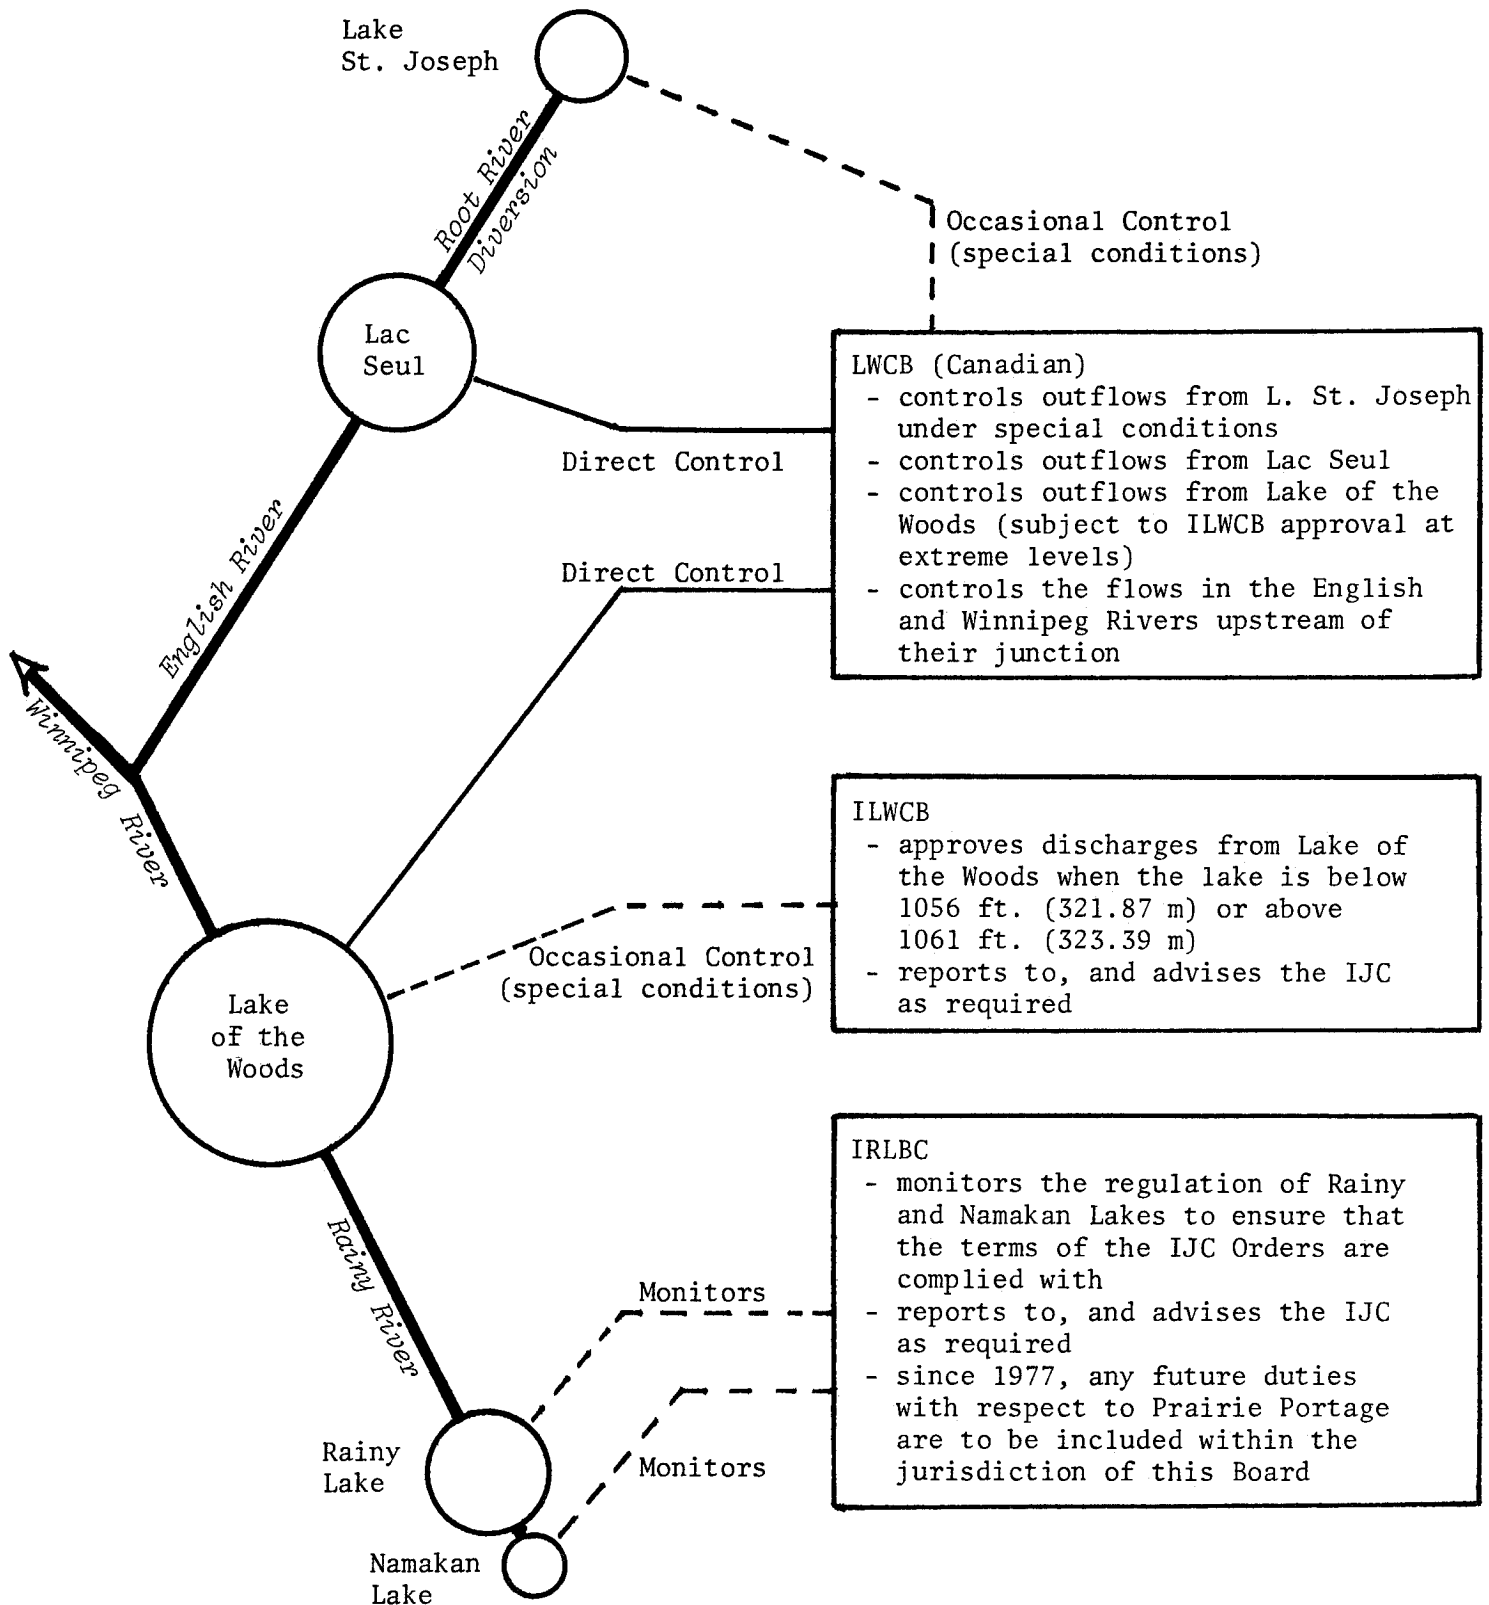 Lake
St. Joseph
Root River
Diversion
Occasional Control
(special conditions)
Lac
Seul
LWCB (Canadian)
- controls outflows from L. St. Joseph
under special conditions
- controls outflows from Lac Seul
- controls outflows from Lake of the
Woods (subject to ILWCB approval at
extreme levels)
- controls the flows in the English
and Winnipeg Rivers upstream of
their junction
Direct Control
Direct Control
English River
Winnipeg River
ILWCB
- approves discharges from Lake of
the Woods when the lake is below
1056 ft. (321.87 m) or above
1061 ft. (323.39 m)
- reports to, and advises the IJC
as required
Occasional Control
(special conditions)
Lake
of the
Woods
IRLBC
- monitors the regulation of Rainy
and Namakan Lakes to ensure that
the terms of the IJC Orders are
complied with
- reports to, and advises the IJC
as required
- since 1977, any future duties
with respect to Prairie Portage
are to be included within the
jurisdiction of this Board
Rainy River
Monitors
Monitors
Rainy
Lake
Namakan
Lake